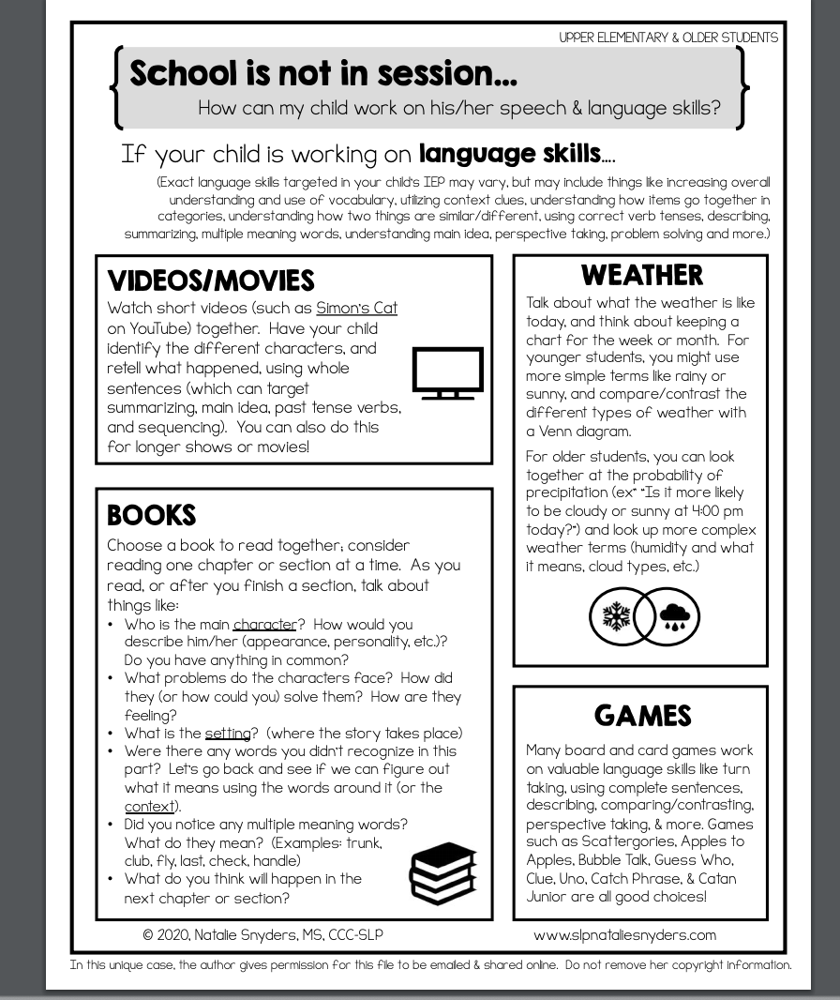 UPPER ELEMENTARY & OLDER STUDENTS
School is not in session...
How can my child work on his/her speech & language skills?
If your child is working on language skills....
(Exact language skills targeted in your child's IEP may vary, but may include things like increasing overall
understanding and use of vocabulary, utilizing context clues, understanding how items go together in
categories, understanding how two things are similar/different, using correct verb tenses, describing,
summarizing, multiple meaning words, understanding main idea, perspective taking, problem solving and more.)
VIDEOS/MOVIES
Watch short videos (such as Simon's Cat
on YouTube) together. Have your child
identify the different characters, and
retell what happened, using whole
sentences (which can target
summarizing, main idea, past tense verbs,
and sequencing). You can also do this
for longer shows or movies!
BOOKS
Choose a book to read together; consider
reading one chapter or section at a time. As you
read, or after you finish a section, talk about
things like:
• Who is the main character? How would you
describe him/her (appearance, personality, etc.)?
Do you have anything in common?
• What problems do the characters face? How did
they (or how could you) solve them? How are they
feeling?
• What is the setting? (where the story takes place)
• Were there any words you didn't recognize in this
part? Let's go back and see if we can figure out
what it means using the words around it (or the
context).
• Did you notice any multiple meaning words?
What do they mean? (Examples: trunk,
club, fly, last, check, handle)
• What do you think will happen in the
next chapter or section?
WEATHER
Talk about what the weather is like
today, and think about keeping a
chart for the week or month. For
younger students, you might use
more simple terms like rainy or
sunny, and compare/contrast the
different types of weather with
a Venn diagram.
For older students, you can look
together at the probability of
precipitation (ex" "Is it more likely
to be cloudy or sunny at 4:00 pm
today?") and look up more complex
weather terms (humidity and what
it means, cloud types, etc.)
GAMES
Many board and card games work
on valuable language skills like turn
taking, using complete sentences,
describing, comparing/contrasting,
perspective taking, & more. Games
such as Scattergories, Apples to
Apples, Bubble Talk, Guess Who,
Clue, Uno, Catch Phrase, & Catan
Junior are all good choices!
© 2020, Natalie Snyders, MS, CCC-SLP
www.slpnataliesnyders.com
In this unique case, the author gives permission for this file to be emailed & shared online. Do not remove her copyright information.